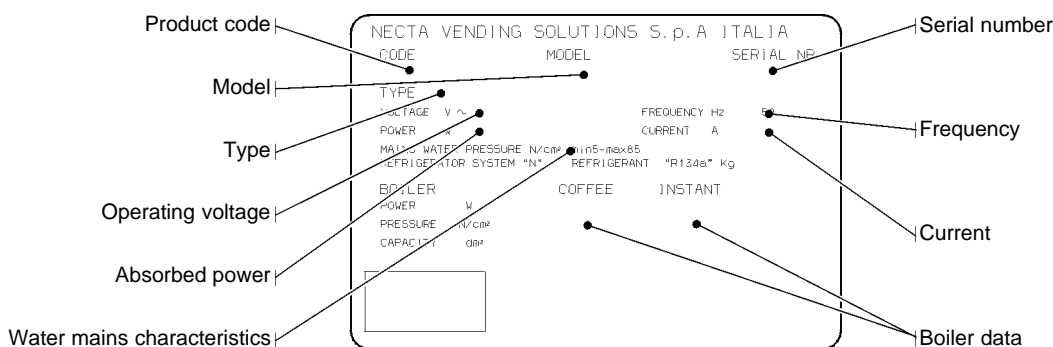 Product code
Model
Type
Operating voltage
Absorbed power
Water mains characteristics
NECTA VENDING SOLUTIONS S.p.A ITALIA
CODE MODEL SERIAL NR
TYPE
VOLTAGE V ~ FREQUENCY Hz 50
POWER W CURRENT A
MAINS WATER PRESSURE N/cm² min5-max85
REFRIGERATOR SYSTEM "N" REFRIGERANT "R134a" Kg
BOILER COFFEE INSTANT
POWER W
PRESSURE N/cm²
CAPACITY dm³
Serial number
Frequency
Current
Boiler data